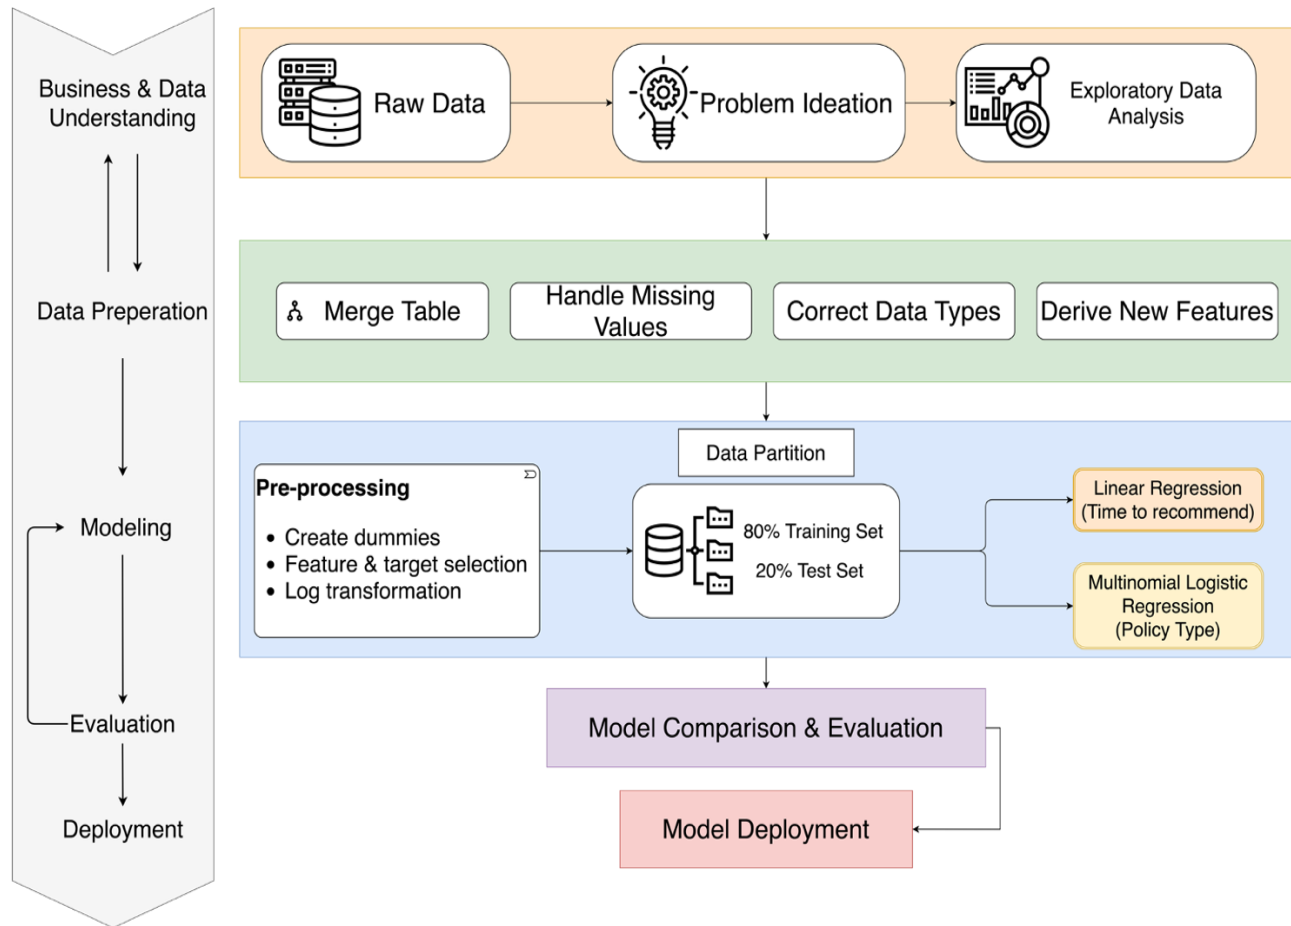 Business & Data
Understanding
Data Preperation
Modeling
Evaluation
Deployment
Raw Data
Problem Ideation
Exploratory Data
Analysis
Merge Table
Handle Missing
Values
Correct Data Types
Derive New Features
Data Partition
Pre-processing
• Create dummies
• Feature & target selection
• Log transformation
80% Training Set
20% Test Set
Linear Regression
(Time to recommend)
Multinomial Logistic
Regression
(Policy Type)
Model Comparison & Evaluation
Model Deployment